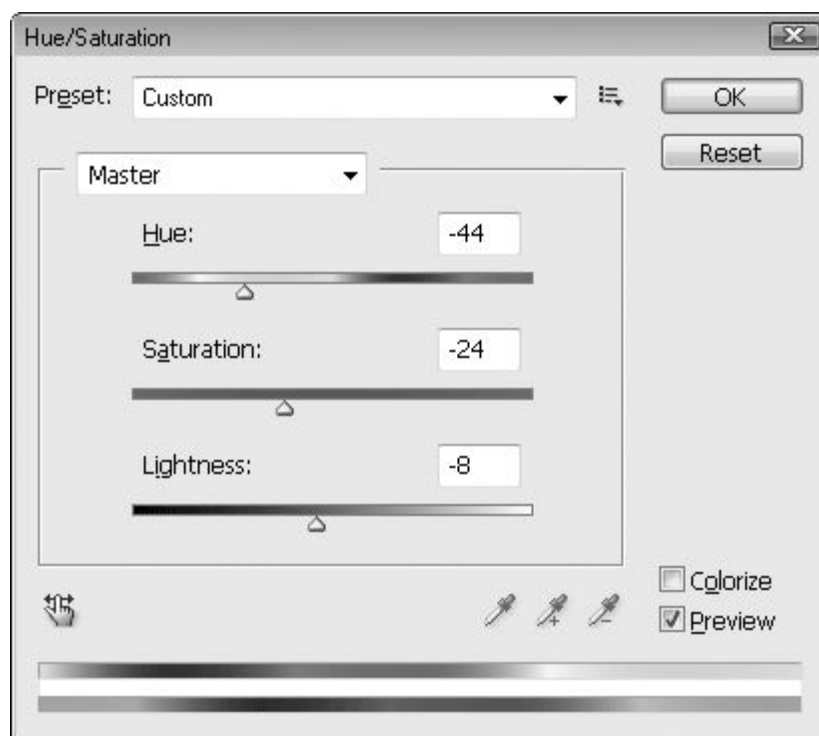 Hue/Saturation
Preset: Custom
OK
Reset
Master
Hue: -44
Saturation: -24
Lightness: -8
Colorize
Preview